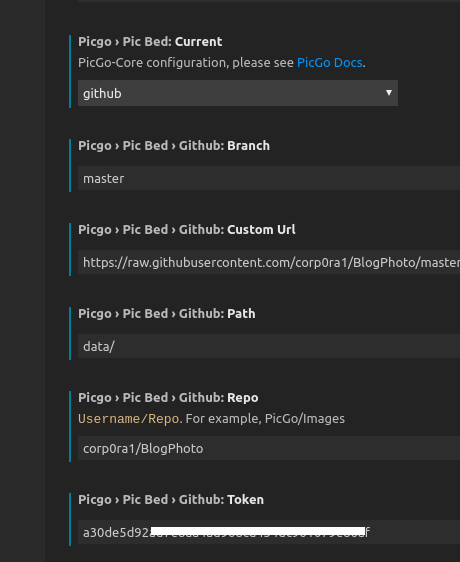 Picgo › Pic Bed: Current
PicGo-Core configuration, please see PicGo Docs.
github
Picgo › Pic Bed › Github: Branch
master
Picgo › Pic Bed › Github: Custom Url
https://raw.githubusercontent.com/corp0ra1/BlogPhoto/master
Picgo › Pic Bed › Github: Path
data/
Picgo › Pic Bed › Github: Repo
Username/Repo. For example, PicGo/Images
corp0ra1/BlogPhoto
Picgo › Pic Bed › Github: Token